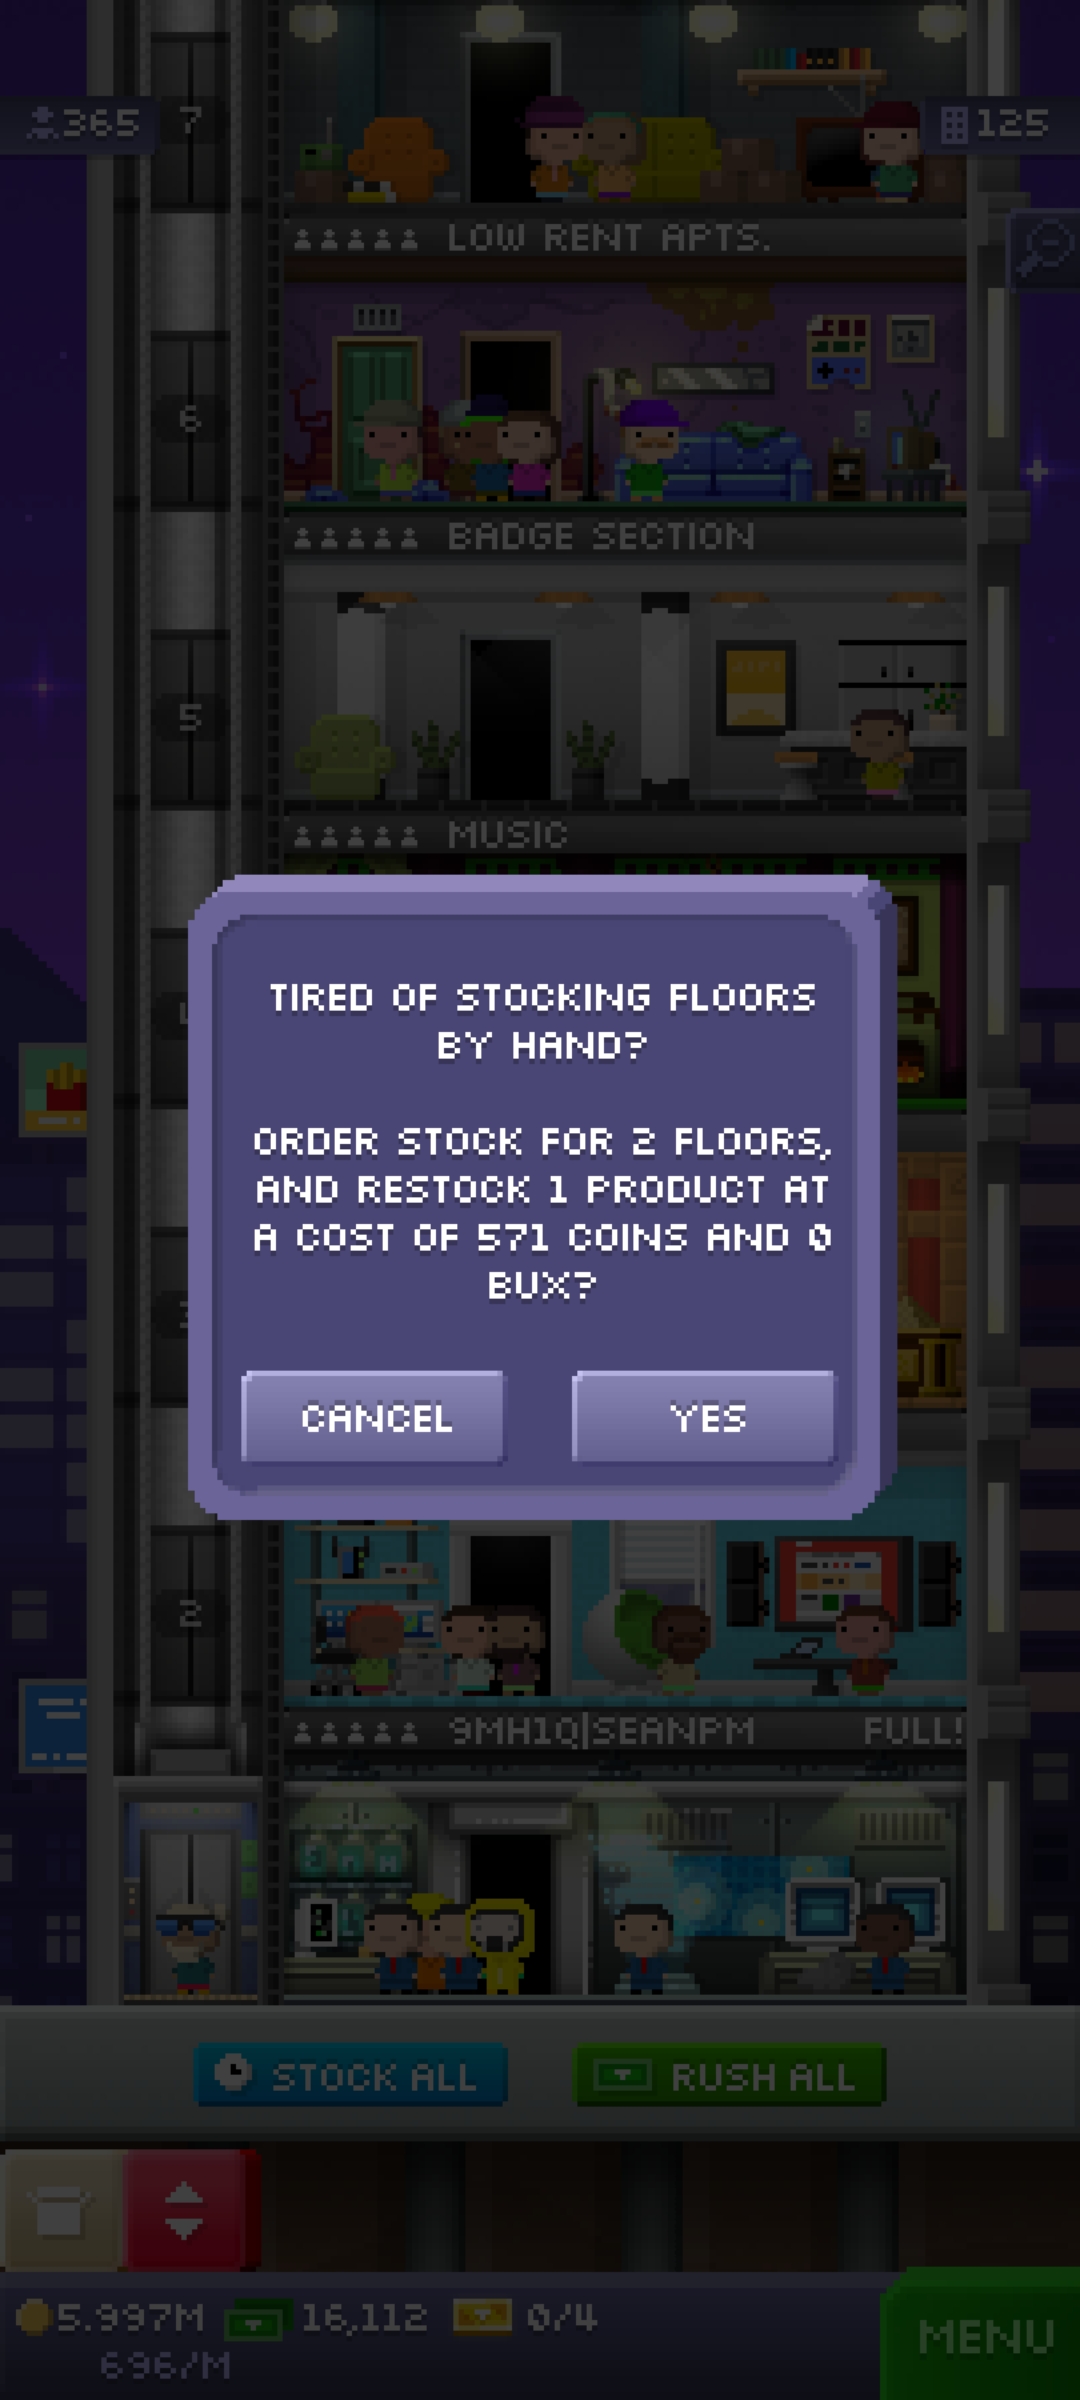 365
7
125
LOW RENT APTS.
6
BADGE SECTION
5
MUSIC
TIRED OF STOCKING FLOORS
BY HAND?
ORDER STOCK FOR 2 FLOORS,
AND RESTOCK 1 PRODUCT AT
A COST OF 571 COINS AND 0
BUX?
CANCEL
YES
2
9MH1Q|SEANPM
FULL!
STOCK ALL
RUSH ALL
5.997M
16,112
0/4
696/M
MENU